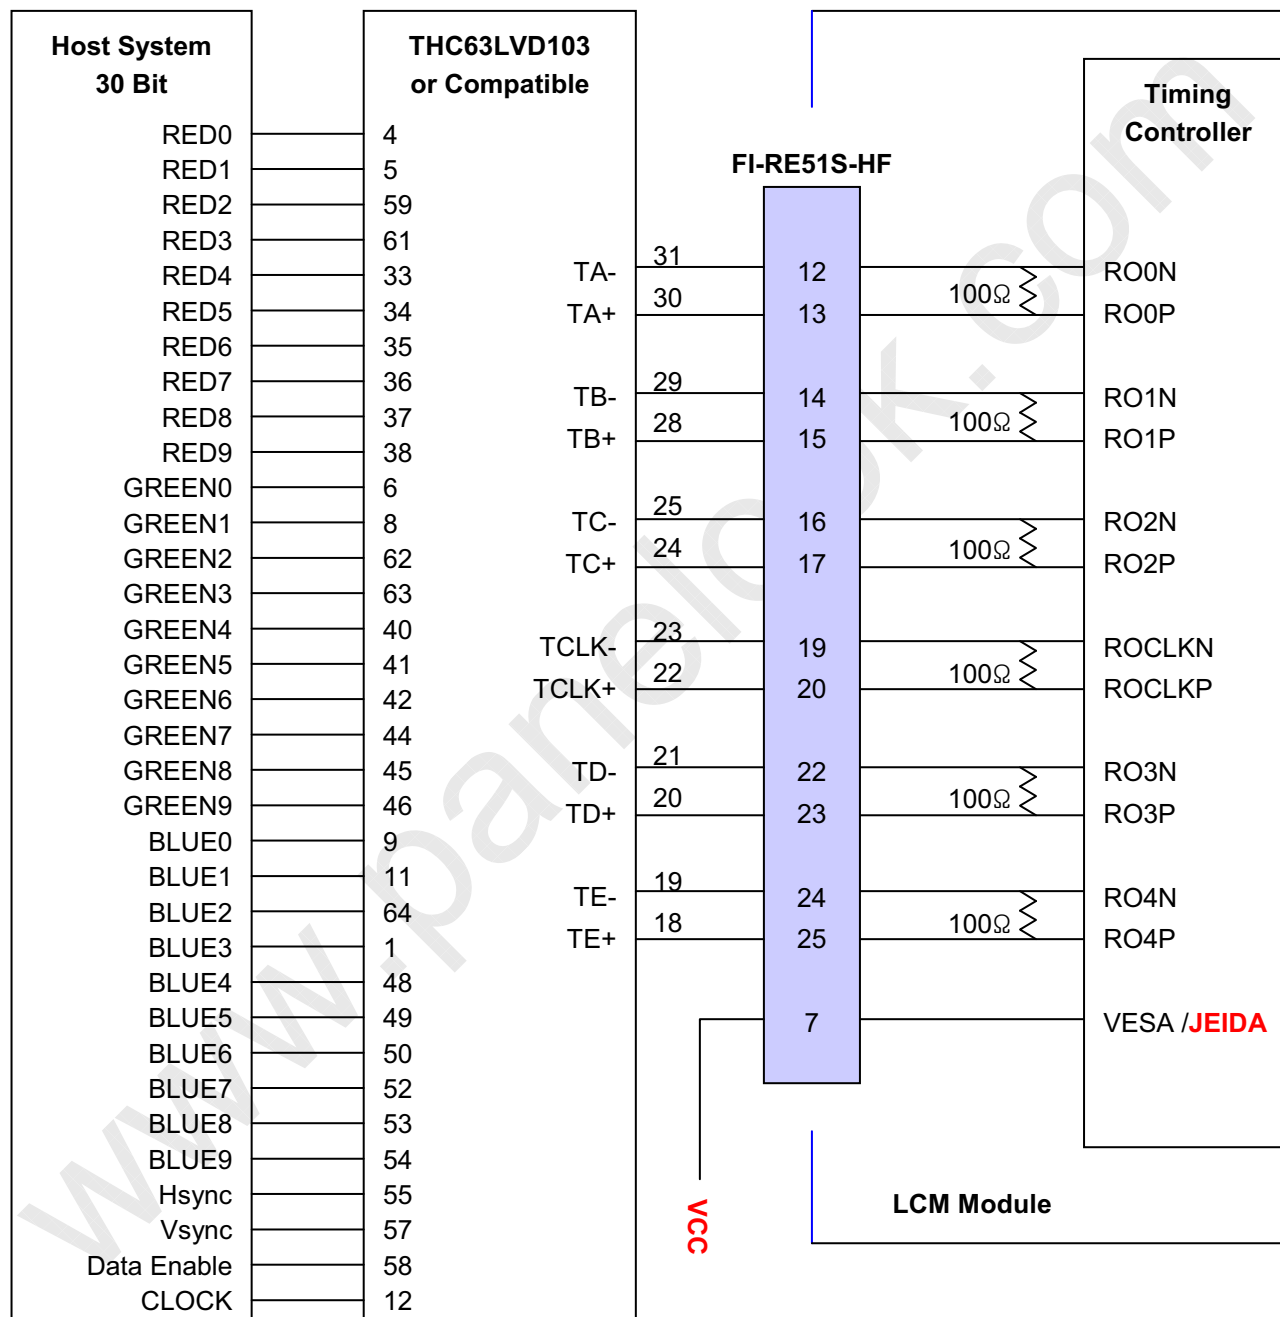 Host System
30 Bit
RED0
RED1
RED2
RED3
RED4
RED5
RED6
RED7
RED8
RED9
GREEN0
GREEN1
GREEN2
GREEN3
GREEN4
GREEN5
GREEN6
GREEN7
GREEN8
GREEN9
BLUE0
BLUE1
BLUE2
BLUE3
BLUE4
BLUE5
BLUE6
BLUE7
BLUE8
BLUE9
Hsync
Vsync
Data Enable
CLOCK
THC63LVD103
or Compatible
4
5
59
61
33
34
35
36
37
38
6
8
62
63
40
41
42
44
45
46
9
11
64
1
48
49
50
52
53
54
55
57
58
12
TA-
TA+
TB-
TB+
TC-
TC+
TCLK-
TCLK+
TD-
TD+
TE-
TE+
31
30
29
28
25
24
23
22
21
20
19
18
FI-RE51S-HF
12
13
14
15
16
17
19
20
22
23
24
25
7
VCC
100Ω
100Ω
100Ω
100Ω
100Ω
100Ω
Timing
Controller
RO0N
RO0P
RO1N
RO1P
RO2N
RO2P
ROCLKN
ROCLKP
RO3N
RO3P
RO4N
RO4P
VESA /JEIDA
LCM Module
www.panelook.com